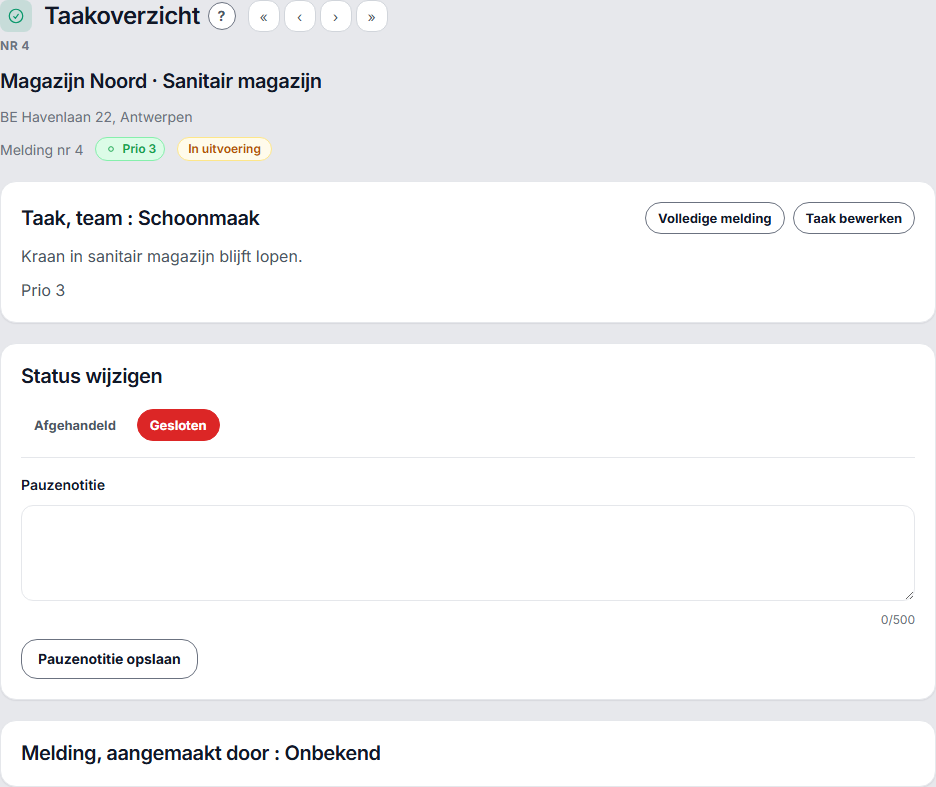 Taakoverzicht ? « ‹ › »
NR 4
Magazijn Noord · Sanitair magazijn
BE Havenlaan 22, Antwerpen
Melding nr 4 Prio 3 In uitvoering
Taak, team : Schoonmaak Volledige melding Taak bewerken
Kraan in sanitair magazijn blijft lopen.
Prio 3
Status wijzigen
Afgehandeld Gesloten
Pauzenotitie
0/500
Pauzenotitie opslaan
Melding, aangemaakt door : Onbekend